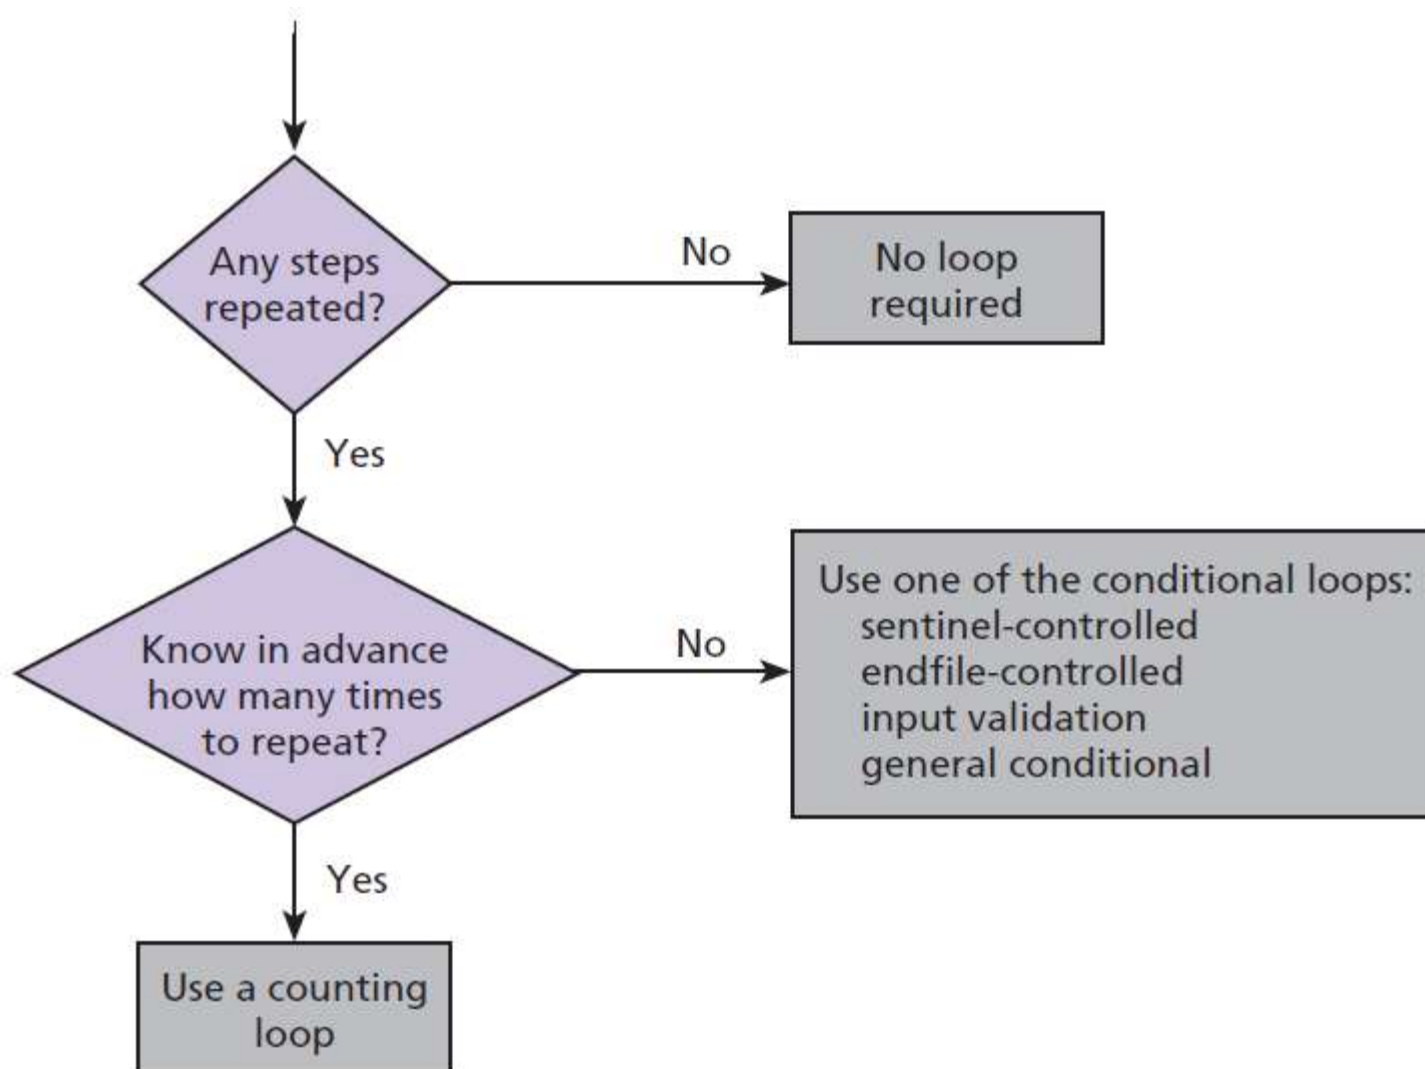 Any steps
repeated?
No
No loop
required
Yes
Know in advance
how many times
to repeat?
No
Use one of the conditional loops:
sentinel-controlled
endfile-controlled
input validation
general conditional
Yes
Use a counting
loop